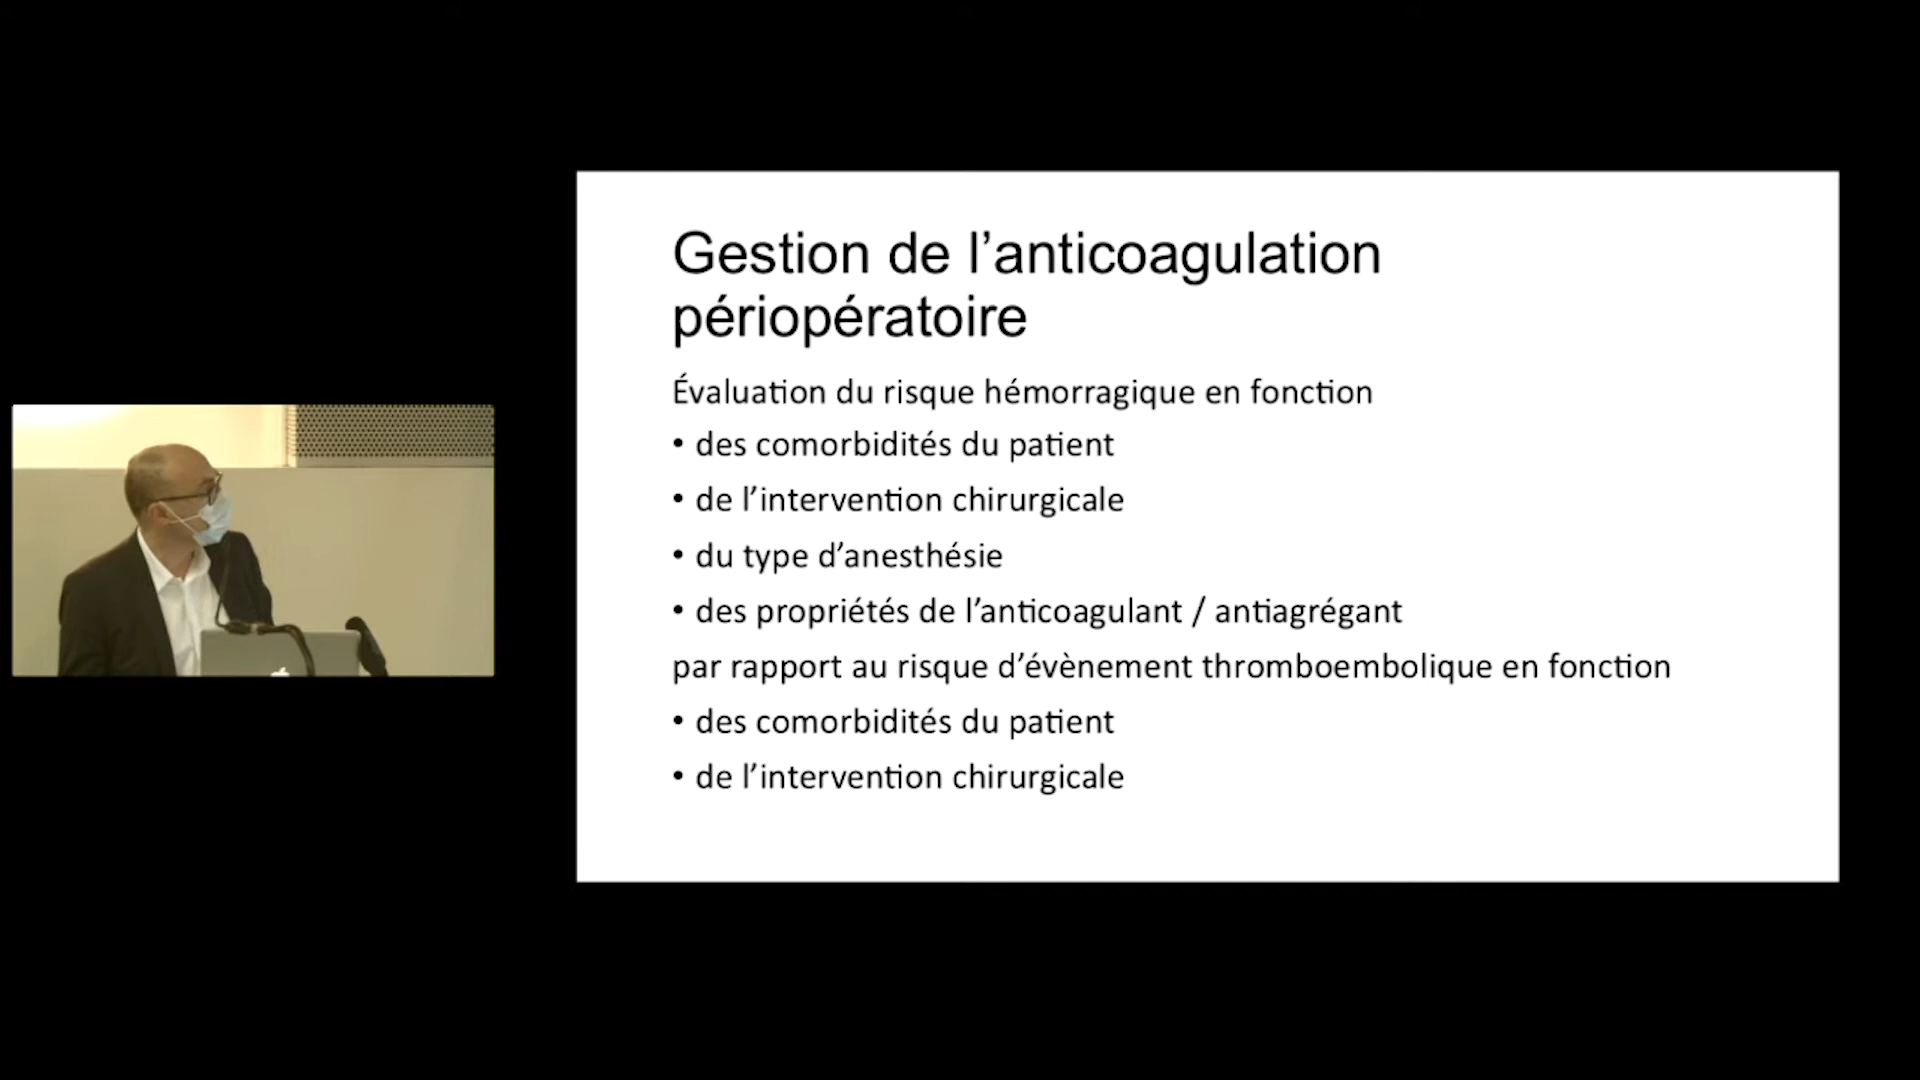 Gestion de l’anticoagulation
périopératoire
Évaluation du risque hémorragique en fonction
• des comorbidités du patient
• de l’intervention chirurgicale
• du type d’anesthésie
• des propriétés de l’anticoagulant / antiagrégant
par rapport au risque d’évènement thromboembolique en fonction
• des comorbidités du patient
• de l’intervention chirurgicale